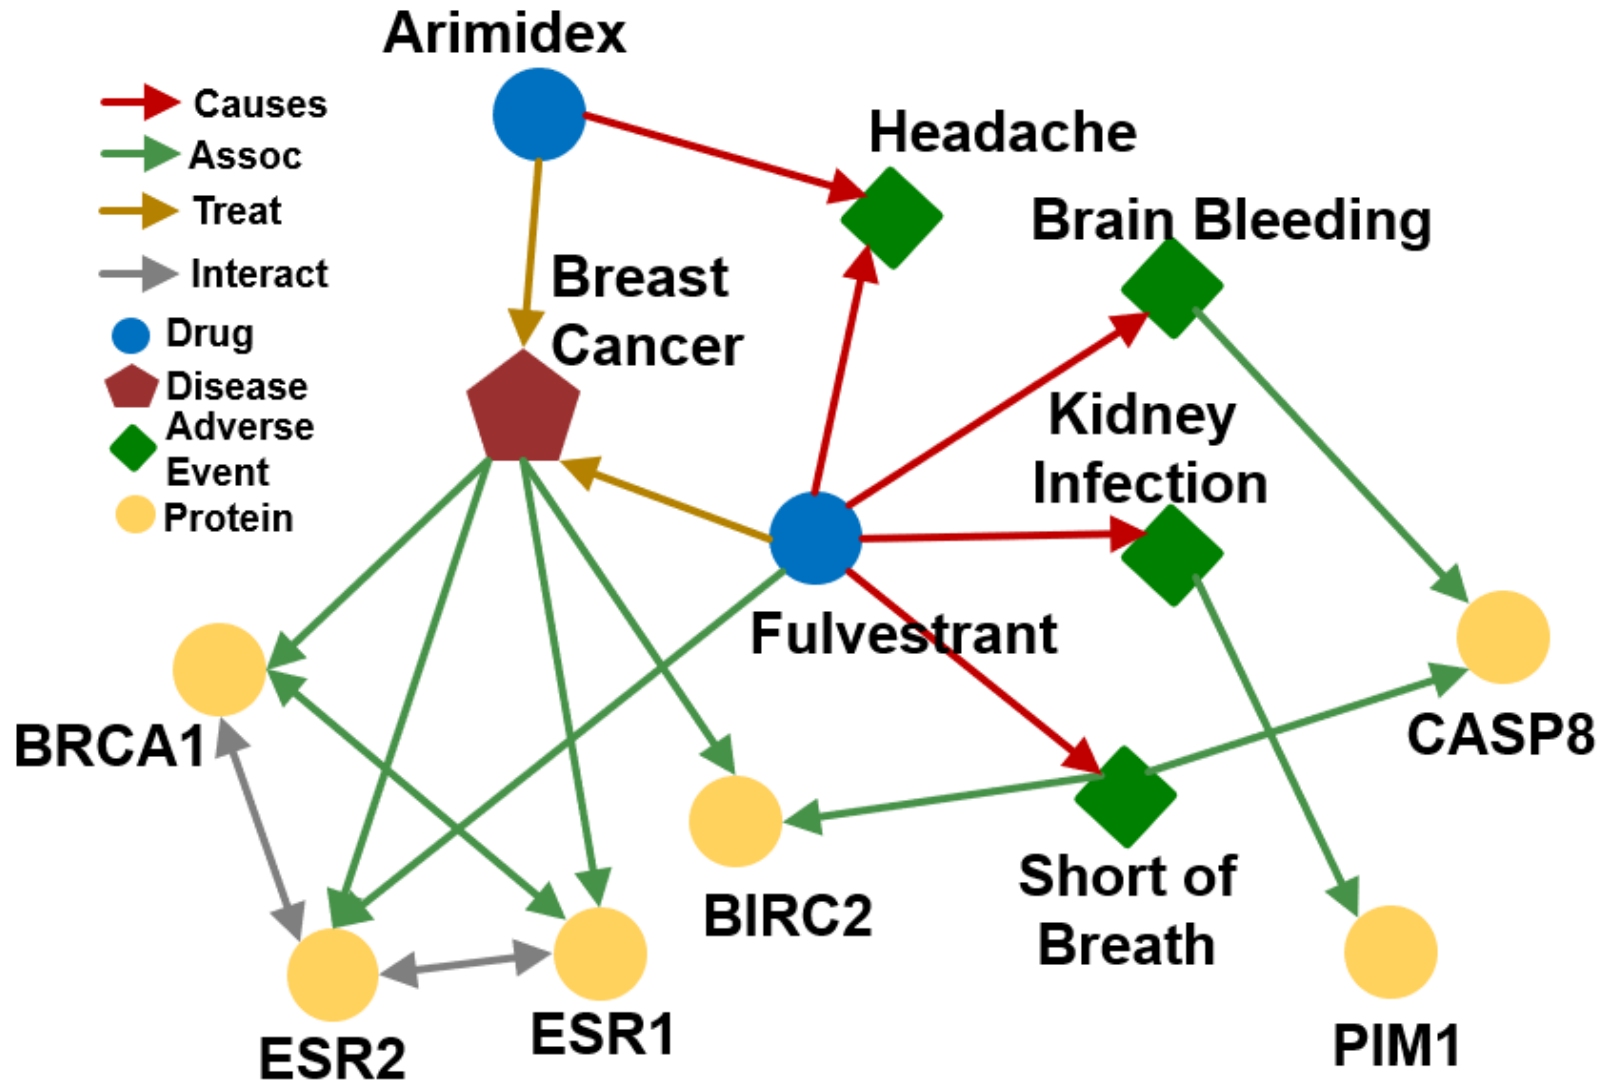 Arimidex
Causes
Assoc
Treat
Interact
Drug
Disease
Adverse
Event
Protein
Headache
Brain Bleeding
Breast
Cancer
Kidney
Infection
Fulvestrant
BRCA1
CASP8
BIRC2
Short of
Breath
ESR2
ESR1
PIM1